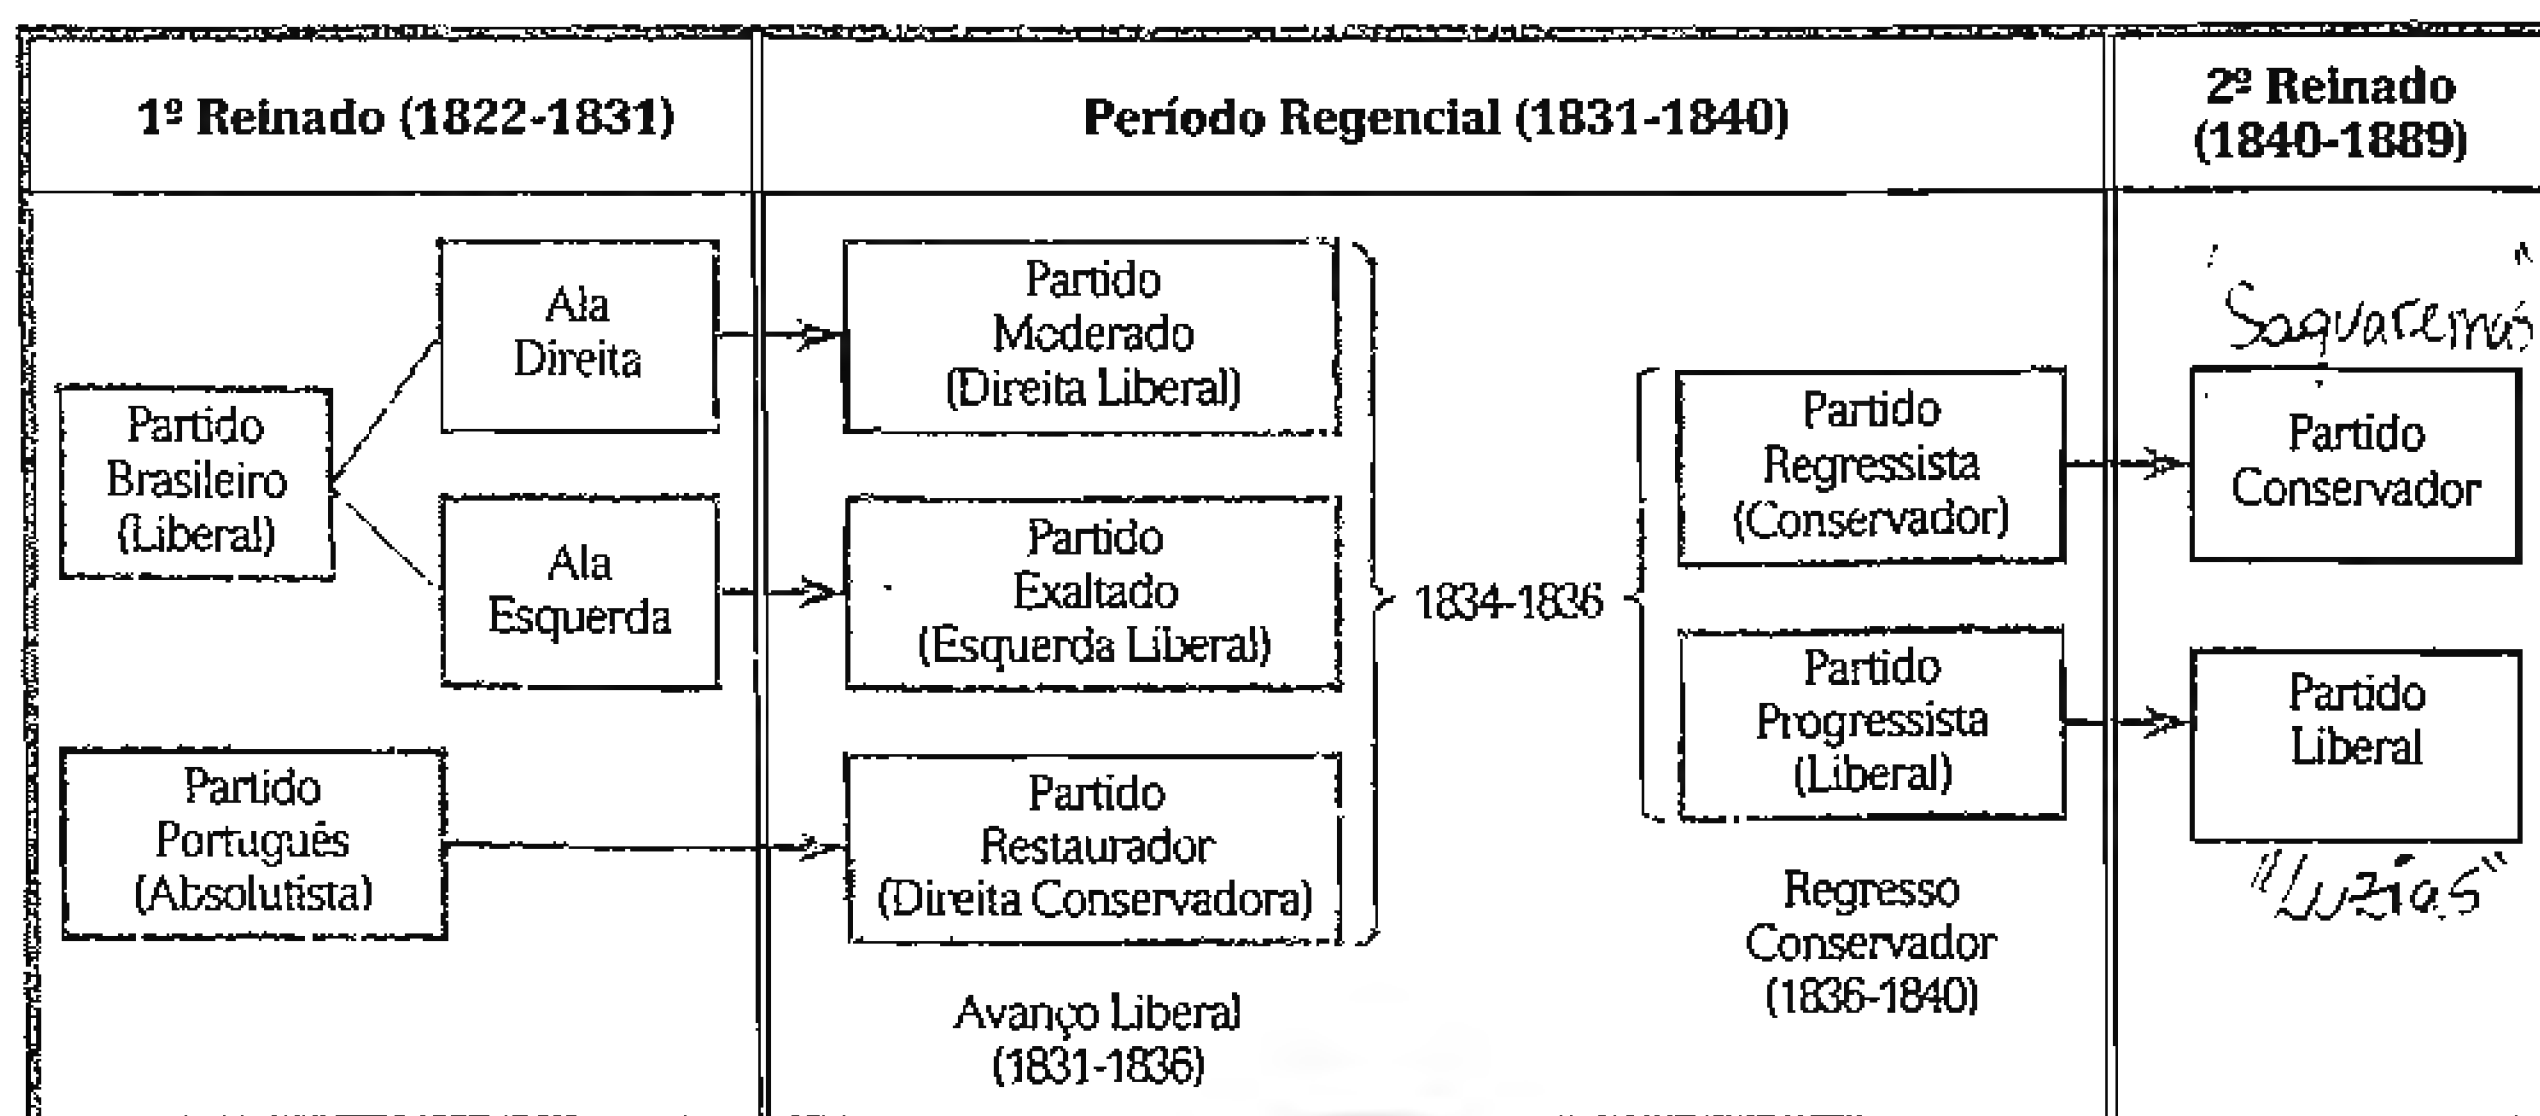 1º Reinado (1822-1831)
Período Regencial (1831-1840)
2º Reinado
(1840-1889)
Partido
Brasileiro
(Liberal)
Ala
Direita
Ala
Esquerda
Partido
Português
(Absolutista)
Partido
Moderado
(Direita Liberal)
Partido
Exaltado
(Esquerda Liberal)
Partido
Restaurador
(Direita Conservadora)
Avanço Liberal
(1831-1836)
1834-1836
Partido
Regressista
(Conservador)
Partido
Progressista
(Liberal)
Regresso
Conservador
(1836-1840)
"Saquaremas"
Partido
Conservador
Partido
Liberal
"Luzias"